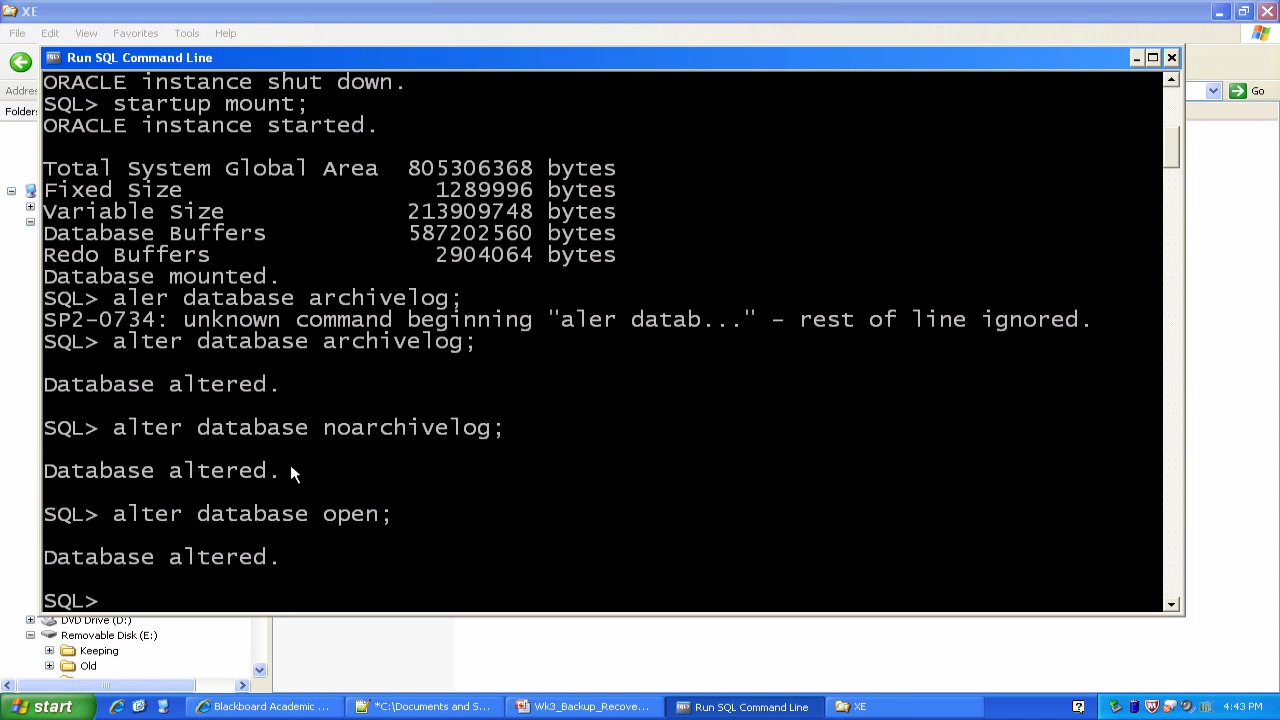 XE
File Edit View Favorites Tools Help
Run SQL Command Line
Addres
Go
Folders
ORACLE instance shut down.
SQL> startup mount;
ORACLE instance started.
Total System Global Area 805306368 bytes
Fixed Size 1289996 bytes
Variable Size 213909748 bytes
Database Buffers 587202560 bytes
Redo Buffers 2904064 bytes
Database mounted.
SQL> aler database archivelog;
SP2-0734: unknown command beginning "aler datab..." - rest of line ignored.
SQL> alter database archivelog;
Database altered.
SQL> alter database noarchivelog;
Database altered.
SQL> alter database open;
Database altered.
SQL>
DVD Drive (D:)
Removable Disk (E:)
Keeping
Old
start
Blackboard Academic ...
*C:\Documents and S...
Wk3_Backup_Recove...
Run SQL Command Line
XE
4:43 PM